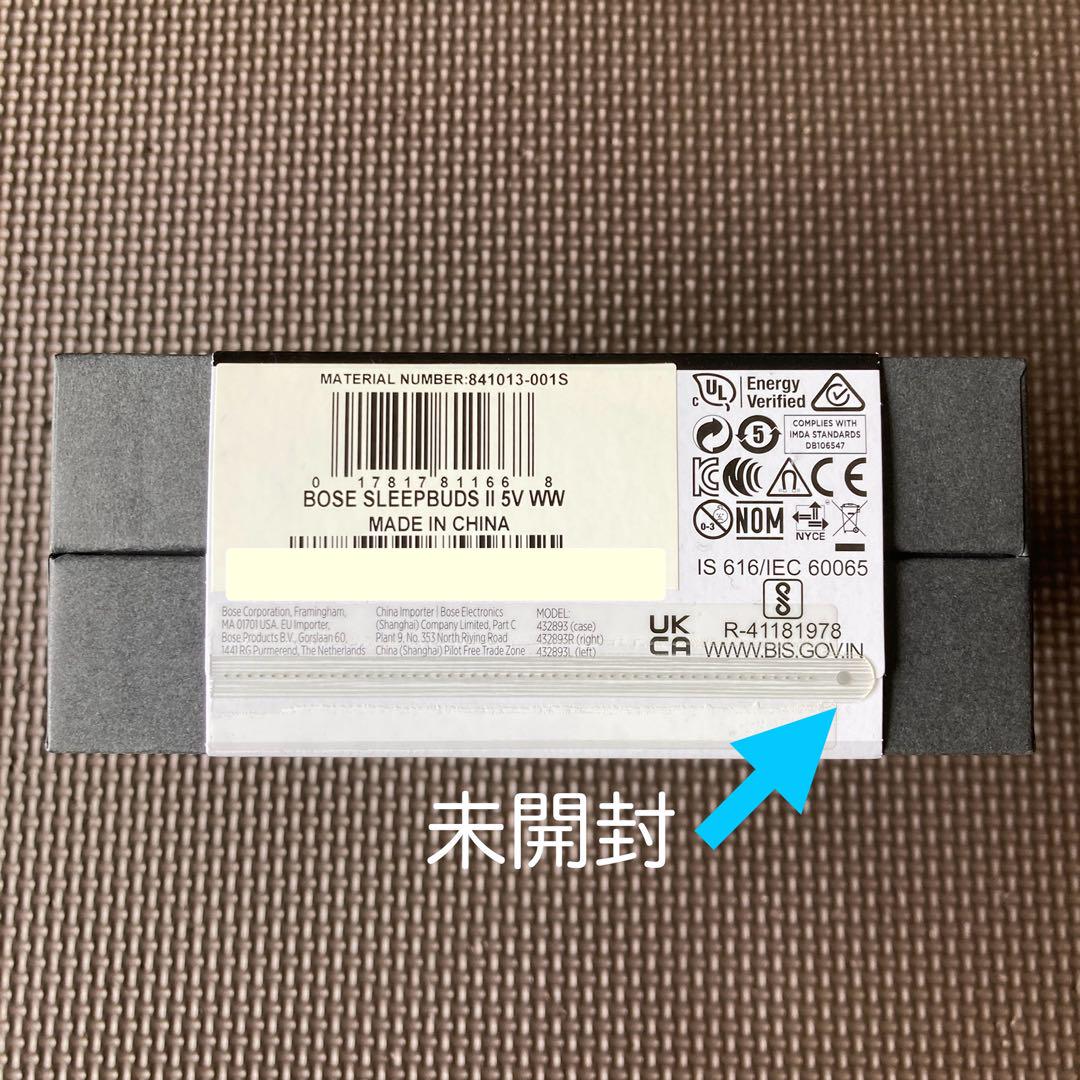 MATERIAL NUMBER:841013-001S
0 17817 81166 8
BOSE SLEEPBUDS II 5V WW
MADE IN CHINA
c UL Energy
Verified
5
COMPLIES WITH
IMDA STANDARDS
DB106547
CE
0-3
NOM
NYCE
IS 616/IEC 60065
R-41181978
WWW.BIS.GOV.IN
UK
CA
Bose Corporation, Framingham,
MA 01701 USA. EU Importer,
Bose Products B.V., Gorslaan 60,
1441 RG Purmerend, The Netherlands
China Importer | Bose Electronics
(Shanghai) Company Limited, Part C
Plant 9, No. 353 North Riying Road
China (Shanghai) Pilot Free Trade Zone
MODEL:
432893 (case)
432893R (right)
432893L (left)
未開封